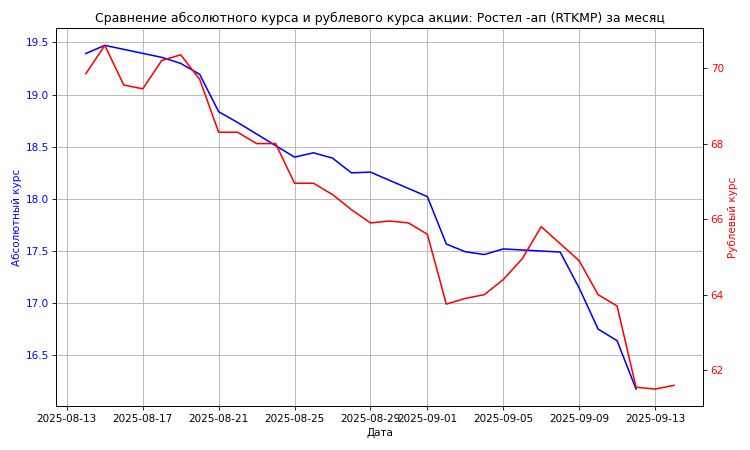 Сравнение абсолютного курса и рублевого курса акции: Ростел -ап (RTKMP) за месяц
19.5
19.0
18.5
18.0
17.5
17.0
16.5
Абсолютный курс
70
68
66
64
62
Рублевый курс
2025-08-13 2025-08-17 2025-08-21 2025-08-25 2025-08-29 2025-09-01 2025-09-05 2025-09-09 2025-09-13
Дата